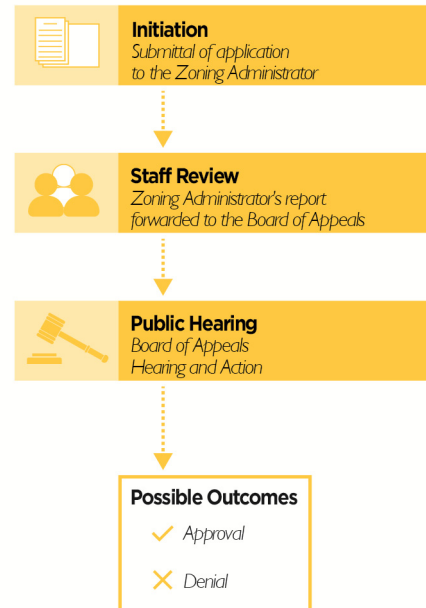 Initiation
Submittal of application
to the Zoning Administrator
Staff Review
Zoning Administrator's report
forwarded to the Board of Appeals
Public Hearing
Board of Appeals
Hearing and Action
Possible Outcomes
Approval
Denial